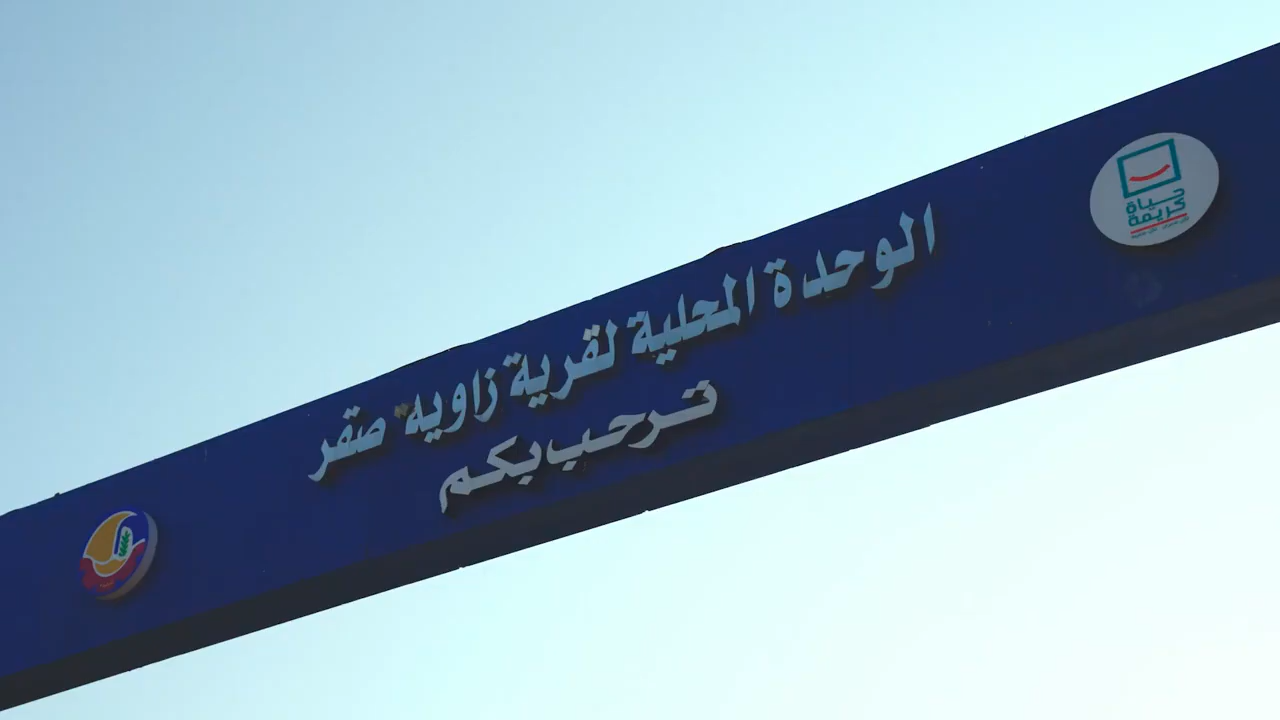 الوحدة المحلية لقرية زاوية صقر
ترحب بكم
حياة
كريمة